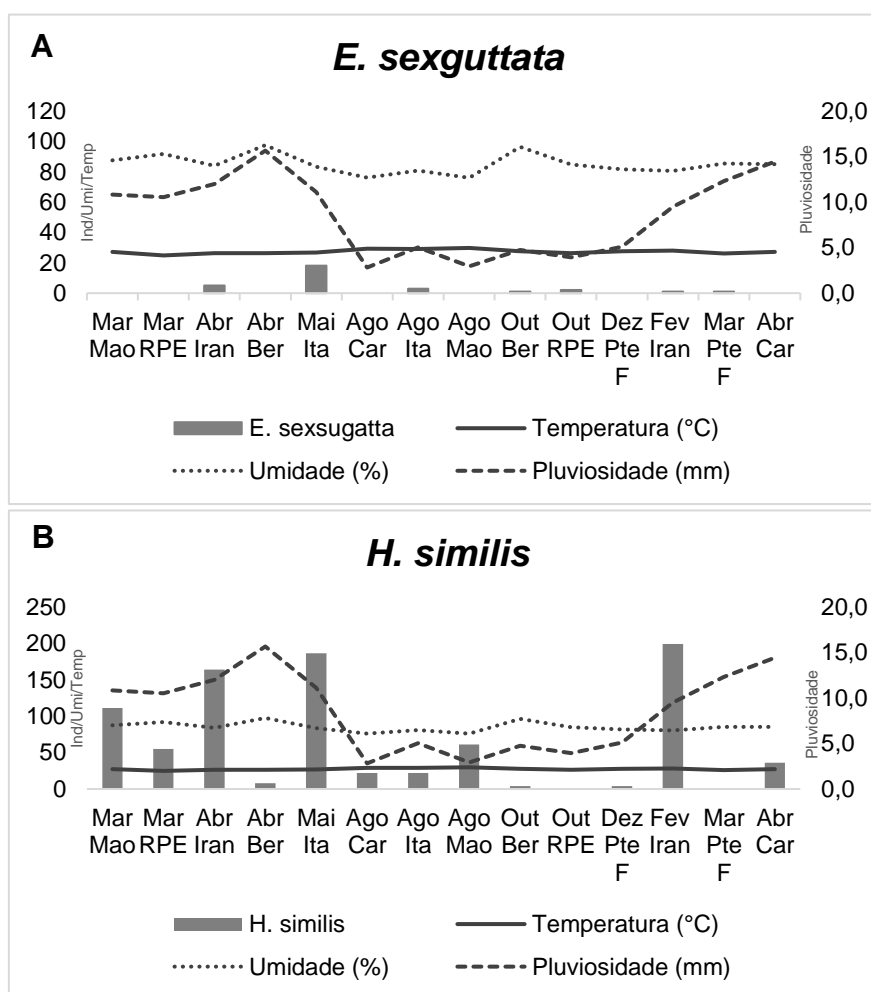 A
E. sexguttata
120
100
80
60
40
20
0
Ind/Umi/Temp
20,0
15,0
10,0
5,0
0,0
Pluviosidade
Mar Mar Abr Abr Mai Ago Ago Ago Out Out Dez Fev Mar Abr
Mao RPE Iran Ber Ita Car Ita Mao Ber RPE Pte Iran Pte Car
F F
E. sexsugatta Temperatura (°C)
Umidade (%) Pluviosidade (mm)
B
H. similis
250
200
150
100
50
0
Ind/Umi/Temp
20,0
15,0
10,0
5,0
0,0
Pluviosidade
Mar Mar Abr Abr Mai Ago Ago Ago Out Out Dez Fev Mar Abr
Mao RPE Iran Ber Ita Car Ita Mao Ber RPE Pte Iran Pte Car
F F
H. similis Temperatura (°C)
Umidade (%) Pluviosidade (mm)